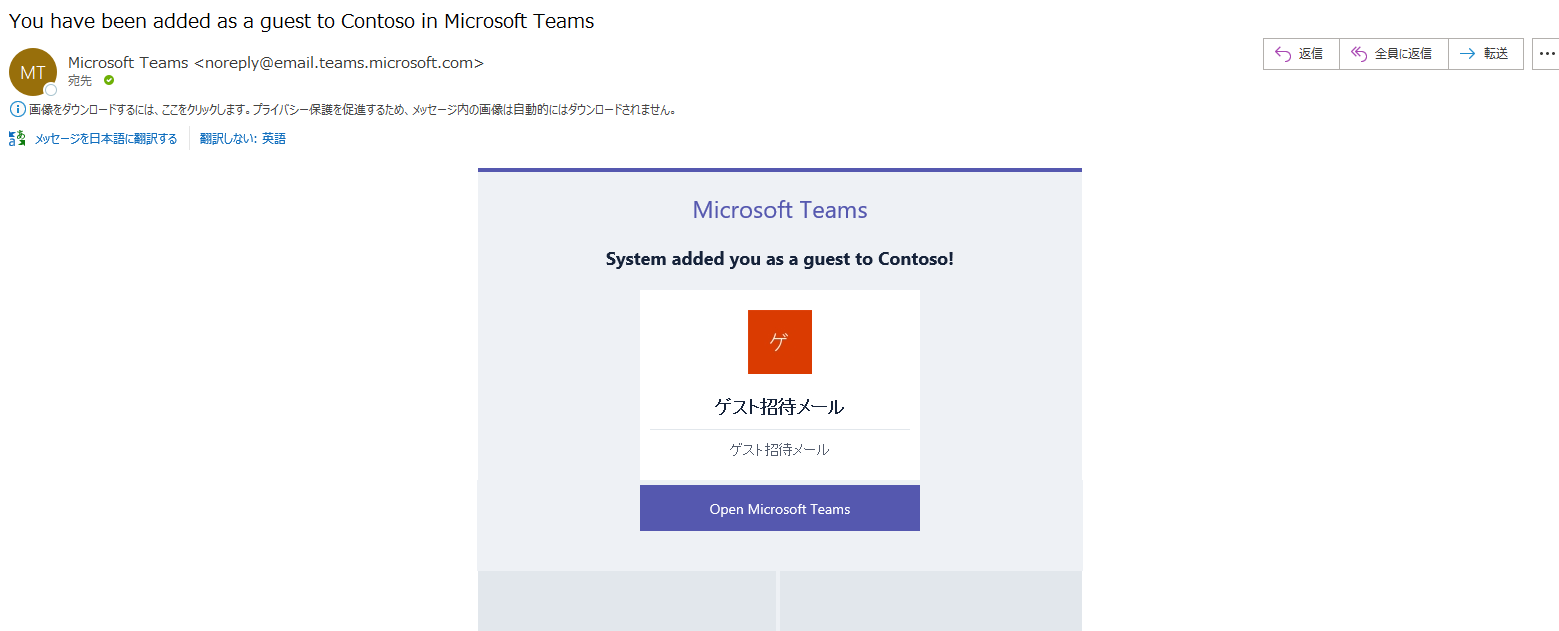 You have been added as a guest to Contoso in Microsoft Teams
MT
Microsoft Teams <noreply@email.teams.microsoft.com>
宛先
返信
全員に返信
転送
画像をダウンロードするには、ここをクリックします。プライバシー保護を促進するため、メッセージ内の画像は自動的にはダウンロードされません。
メッセージを日本語に翻訳する
翻訳しない: 英語
Microsoft Teams
System added you as a guest to Contoso!
ゲ
ゲスト招待メール
ゲスト招待メール
Open Microsoft Teams